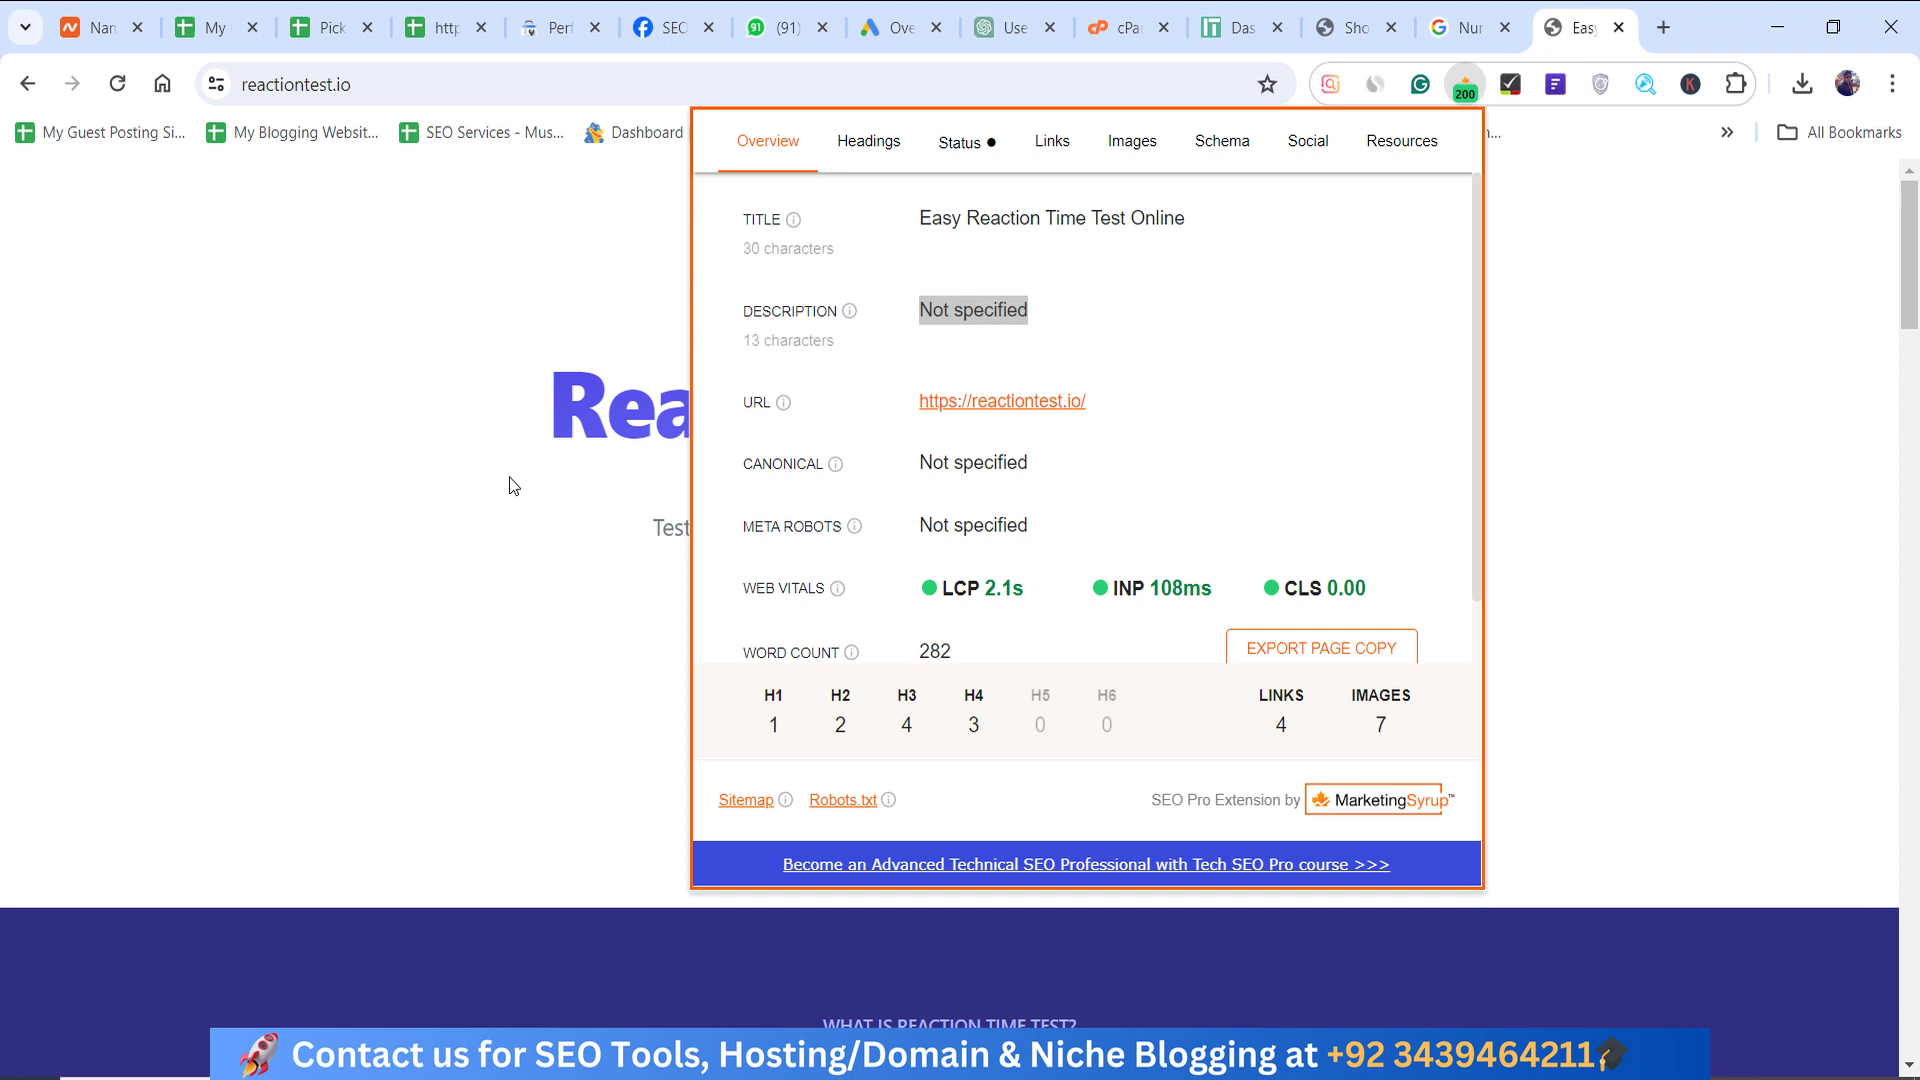 Nan
My
Pick
http
Perf
SEC
(91)
Ove
Use
cPa
Das
Sho
Nur
Easy
reactiontest.io
200
My Guest Posting Si...
My Blogging Websit...
SEO Services - Mus...
Dashboard
n...
»
All Bookmarks
Overview
Headings
Status
Links
Images
Schema
Social
Resources
TITLE
Easy Reaction Time Test Online
30 characters
DESCRIPTION
Not specified
13 characters
URL
https://reactiontest.io/
CANONICAL
Not specified
META ROBOTS
Not specified
WEB VITALS
LCP 2.1s
INP 108ms
CLS 0.00
WORD COUNT
282
EXPORT PAGE COPY
H1 H2 H3 H4 H5 H6 LINKS IMAGES
1 2 4 3 0 0 4 7
Sitemap
Robots.txt
SEO Pro Extension by MarketingSyrup™
Become an Advanced Technical SEO Professional with Tech SEO Pro course >>>
Rea
Test
WHAT IS REACTION TIME TEST?
Contact us for SEO Tools, Hosting/Domain & Niche Blogging at +92 3439464211